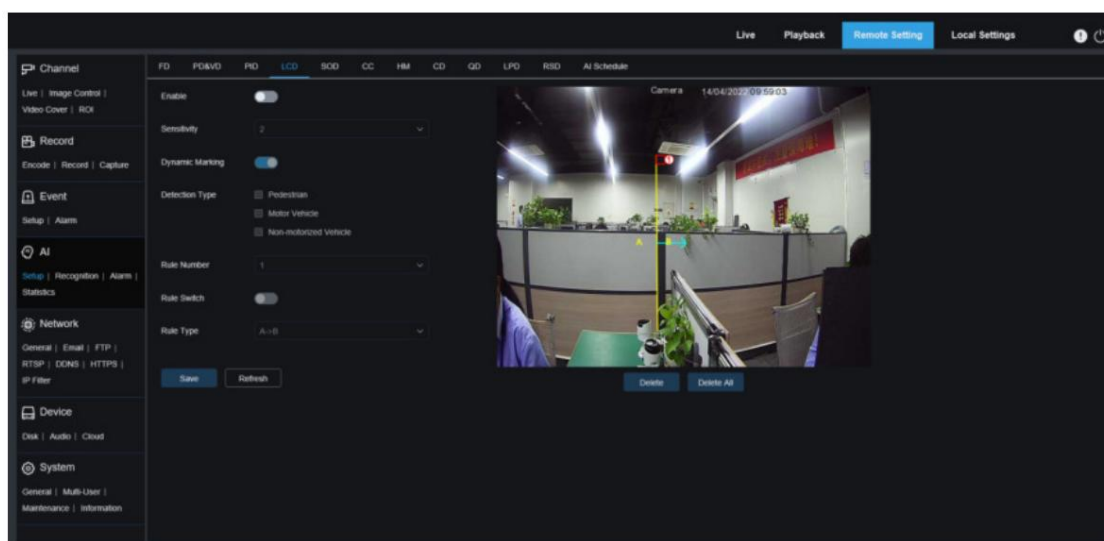 Live Playback Remote Setting Local Settings
Channel
Live | Image Control |
Video Cover | ROI
Record
Encode | Record | Capture
Event
Setup | Alarm
AI
Setup | Recognition | Alarm |
Statistics
Network
General | Email | FTP |
RTSP | DDNS | HTTPS |
IP Filter
Device
Disk | Audio | Cloud
System
General | Multi-User |
Maintenance | Information
FD PD&VD PID LCD SOD CC HM CD QD LPD RSD AI Schedule
Enable
Sensitivity 2
Dynamic Marking
Detection Type Pedestrian
Motor Vehicle
Non-motorized Vehicle
Rule Number 1
Rule Switch
Rule Type A->B
Save Refresh
Camera 14/04/2022 09:59:03
1
A B
Delete Delete All